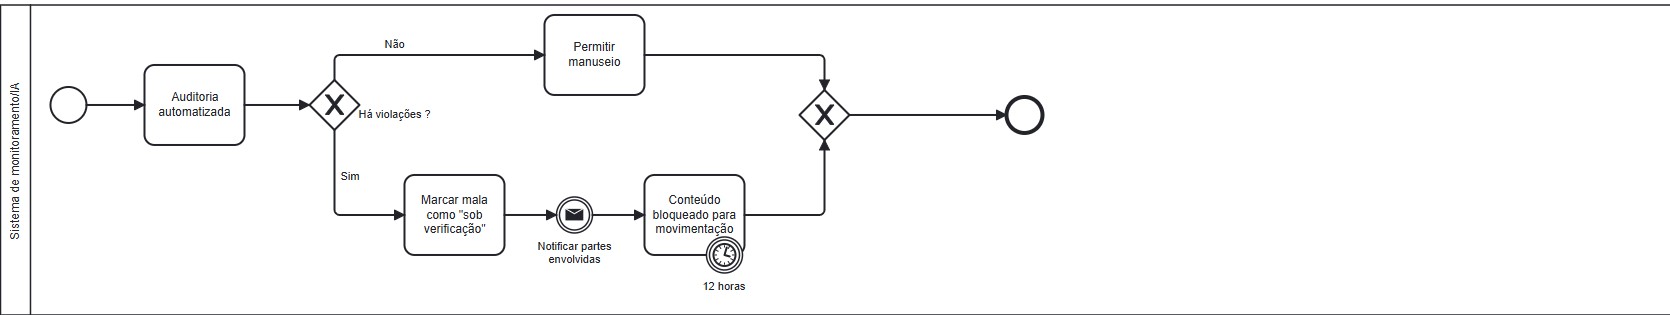 Sistema de monitoramento/IA
Auditoria
automatizada
Há violações ?
Não
Permitir
manuseio
Sim
Marcar mala
como "sob
verificação"
Notificar partes
envolvidas
Conteúdo
bloqueado para
movimentação
12 horas